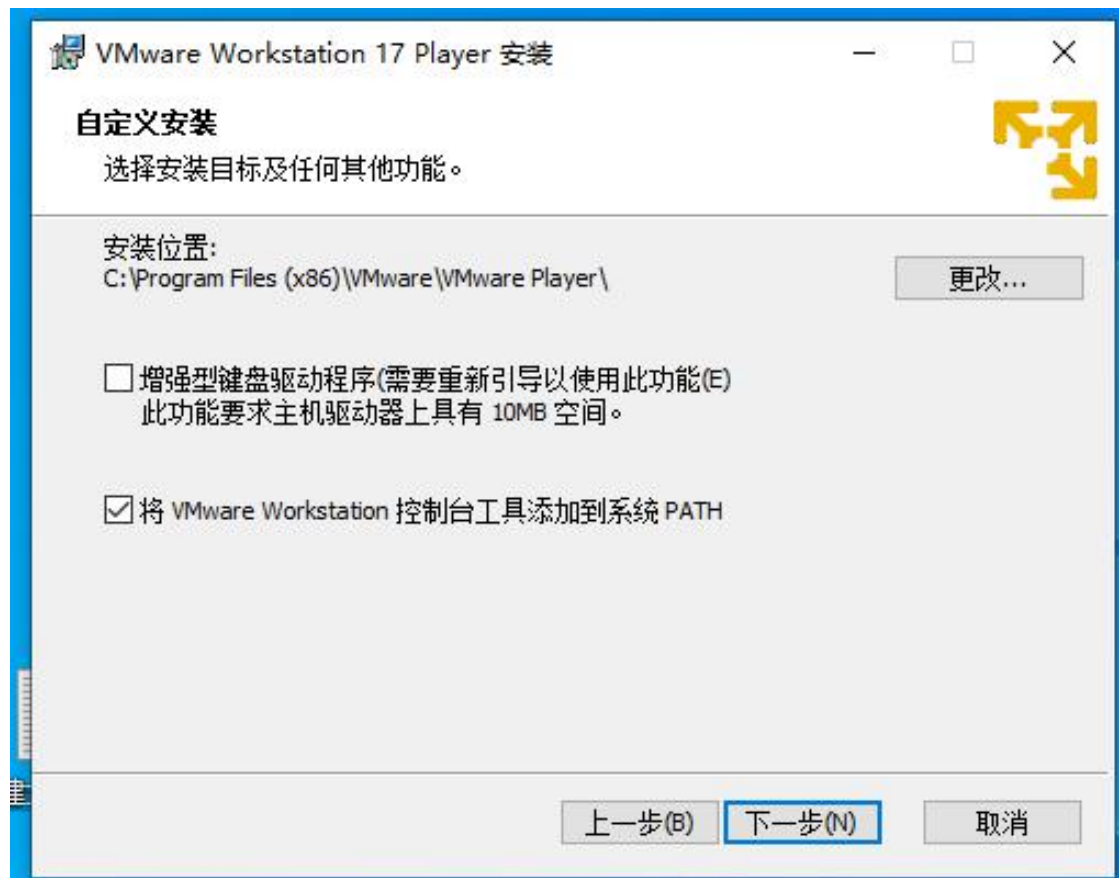 VMware Workstation 17 Player 安装
自定义安装
选择安装目标及任何其他功能。
安装位置:
C:\Program Files (x86)\VMware\VMware Player\
更改...
增强型键盘驱动程序(需要重新引导以使用此功能(E)
此功能要求主机驱动器上具有 10MB 空间。
将 VMware Workstation 控制台工具添加到系统 PATH
上一步(B)
下一步(N)
取消